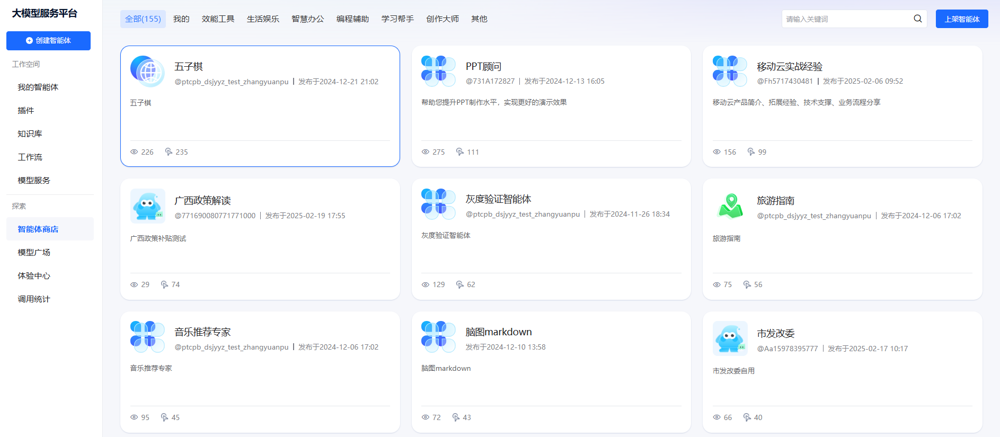 大模型服务平台
创建智能体
工作空间
我的智能体
插件
知识库
工作流
模型服务
探索
智能体商店
模型广场
体验中心
调用统计
全部(155) 我的 效能工具 生活娱乐 智慧办公 编程辅助 学习帮手 创作大师 其他
请输入关键词
上架智能体
五子棋
@ptcpb_dsjyyz_test_zhangyuanpu | 发布于2024-12-21 21:02
五子棋
226 235
PPT顾问
@731A172827 | 发布于2024-12-13 16:05
帮助您提升PPT制作水平，实现更好的演示效果
275 111
移动云实战经验
@Fh5717430481 | 发布于2025-02-06 09:52
移动云产品简介、拓展经验、技术支撑、业务流程分享
156 99
广西政策解读
@771690080771771000 | 发布于2025-02-19 17:55
广西政策补贴测试
29 74
灰度验证智能体
@ptcpb_dsjyyz_test_zhangyuanpu | 发布于2024-11-26 18:34
灰度验证智能体
129 62
旅游指南
@ptcpb_dsjyyz_test_zhangyuanpu | 发布于2024-12-06 17:02
旅游指南
75 56
音乐推荐专家
@ptcpb_dsjyyz_test_zhangyuanpu | 发布于2024-12-06 17:02
音乐推荐专家
95 45
脑图markdown
发布于2024-12-10 13:58
脑图markdown
72 43
市发改委
@Aa15978395777 | 发布于2025-02-17 10:17
市发改委自用
66 40